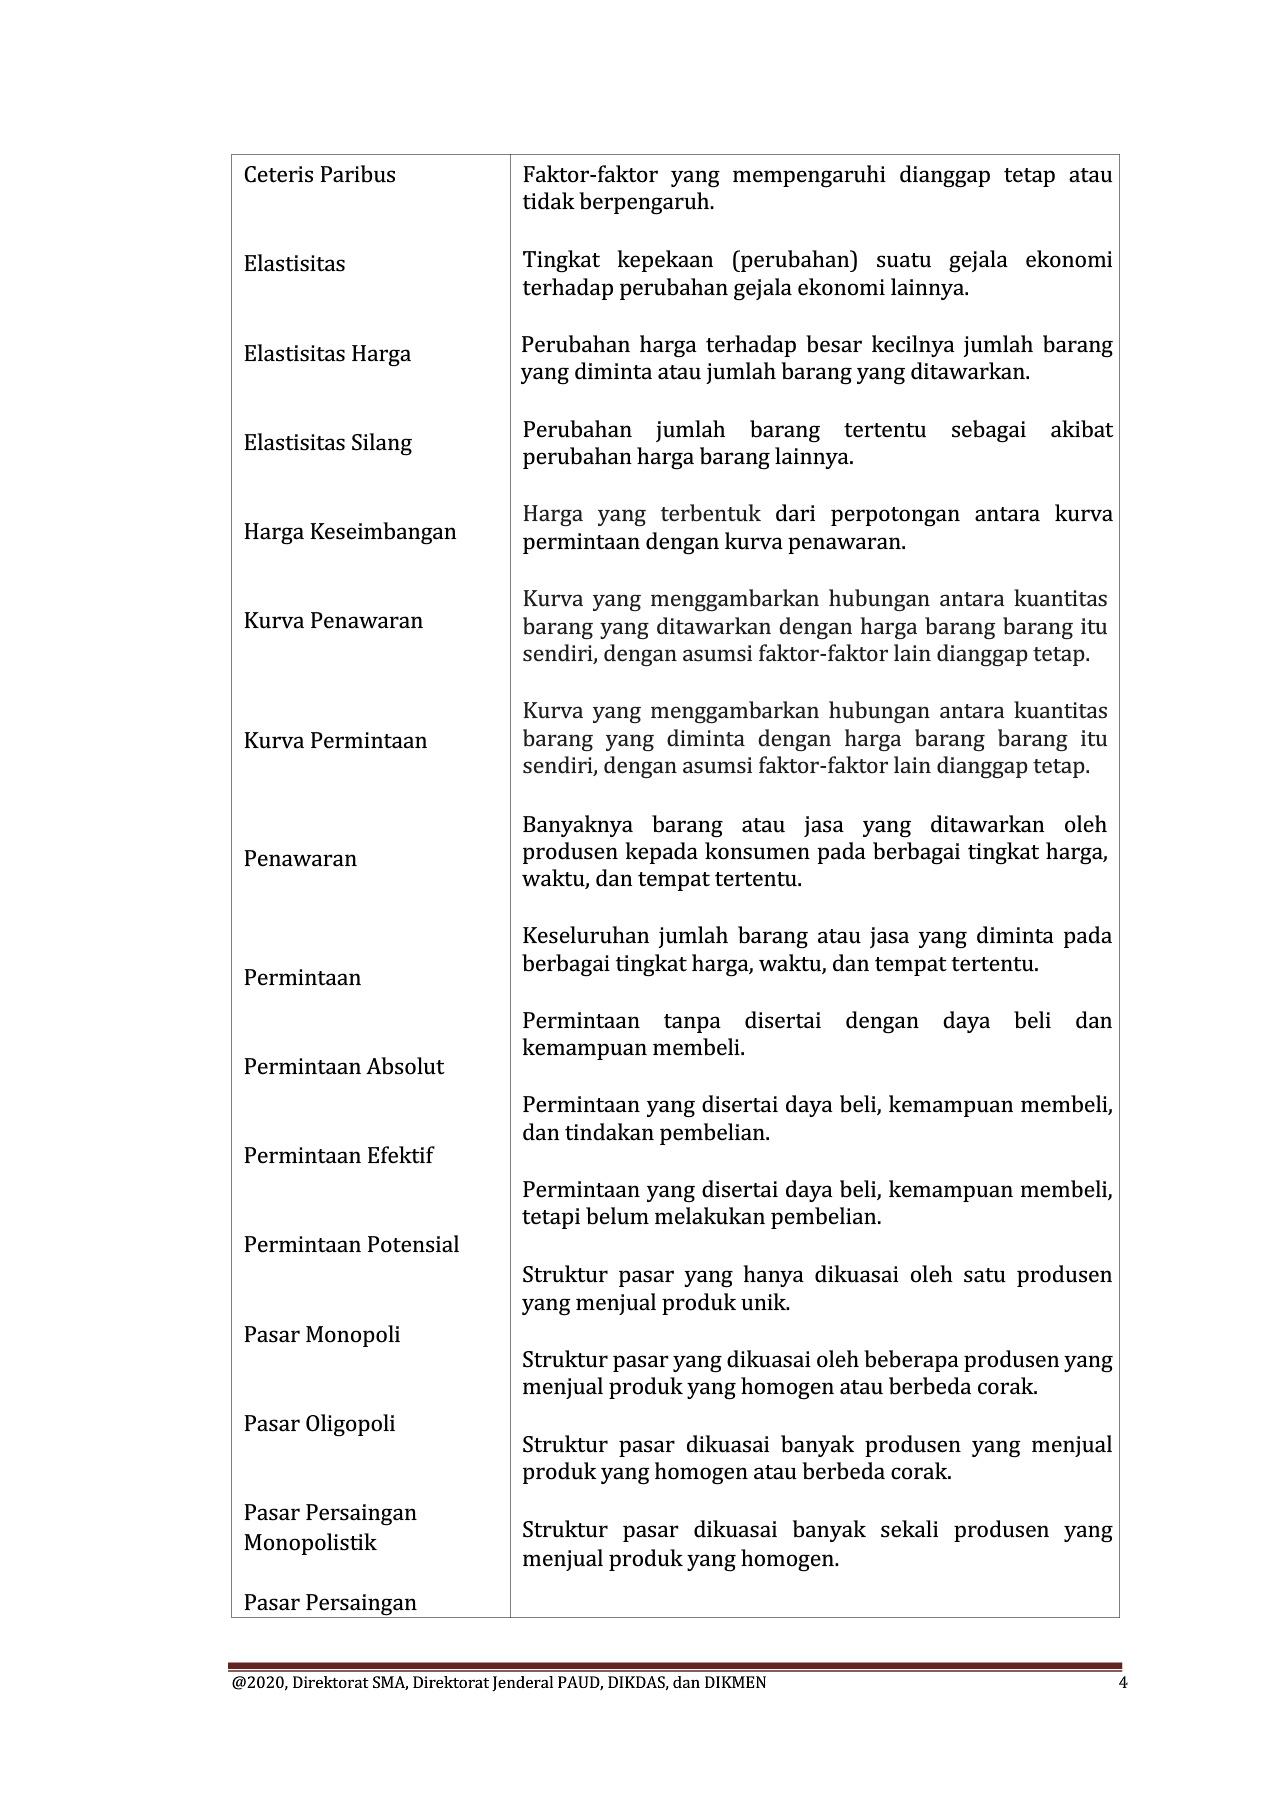 Ceteris Paribus
Faktor-faktor yang mempengaruhi dianggap tetap atau
tidak berpengaruh.
Elastisitas
Tingkat kepekaan (perubahan) suatu gejala ekonomi
terhadap perubahan gejala ekonomi lainnya.
Elastisitas Harga
Perubahan harga terhadap besar kecilnya jumlah barang
yang diminta atau jumlah barang yang ditawarkan.
Elastisitas Silang
Perubahan jumlah barang tertentu sebagai akibat
perubahan harga barang lainnya.
Harga Keseimbangan
Harga yang terbentuk dari perpotongan antara kurva
permintaan dengan kurva penawaran.
Kurva Penawaran
Kurva yang menggambarkan hubungan antara kuantitas
barang yang ditawarkan dengan harga barang barang itu
sendiri, dengan asumsi faktor-faktor lain dianggap tetap.
Kurva Permintaan
Kurva yang menggambarkan hubungan antara kuantitas
barang yang diminta dengan harga barang barang itu
sendiri, dengan asumsi faktor-faktor lain dianggap tetap.
Penawaran
Banyaknya barang atau jasa yang ditawarkan oleh
produsen kepada konsumen pada berbagai tingkat harga,
waktu, dan tempat tertentu.
Permintaan
Keseluruhan jumlah barang atau jasa yang diminta pada
berbagai tingkat harga, waktu, dan tempat tertentu.
Permintaan Absolut
Permintaan tanpa disertai dengan daya beli dan
kemampuan membeli.
Permintaan Efektif
Permintaan yang disertai daya beli, kemampuan membeli,
dan tindakan pembelian.
Permintaan Potensial
Permintaan yang disertai daya beli, kemampuan membeli,
tetapi belum melakukan pembelian.
Pasar Monopoli
Struktur pasar yang hanya dikuasai oleh satu produsen
yang menjual produk unik.
Pasar Oligopoli
Struktur pasar yang dikuasai oleh beberapa produsen yang
menjual produk yang homogen atau berbeda corak.
Pasar Persaingan
Monopolistik
Struktur pasar dikuasai banyak produsen yang menjual
produk yang homogen atau berbeda corak.
Pasar Persaingan
Struktur pasar dikuasai banyak sekali produsen yang
menjual produk yang homogen.
@2020, Direktorat SMA, Direktorat Jenderal PAUD, DIKDAS, dan DIKMEN
4